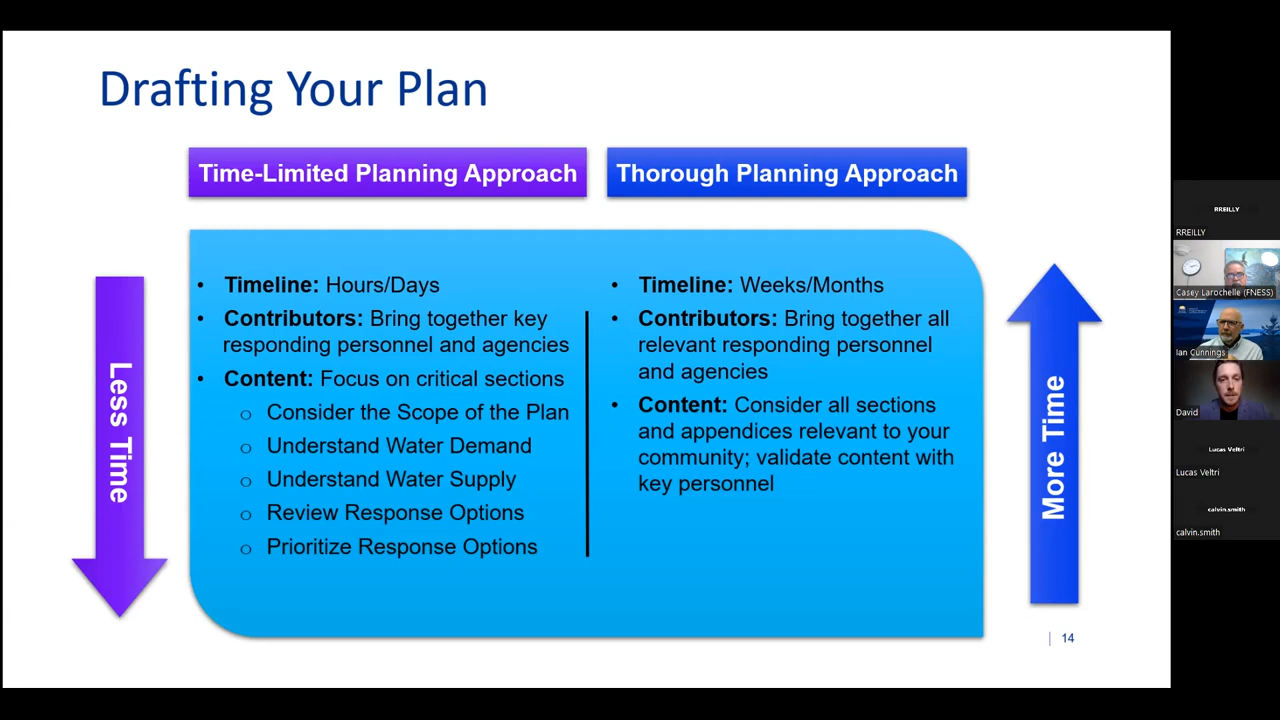 Drafting Your Plan
Time-Limited Planning Approach
Thorough Planning Approach
Less Time
• Timeline: Hours/Days
• Contributors: Bring together key
responding personnel and agencies
• Content: Focus on critical sections
o Consider the Scope of the Plan
o Understand Water Demand
o Understand Water Supply
o Review Response Options
o Prioritize Response Options
• Timeline: Weeks/Months
• Contributors: Bring together all
relevant responding personnel
and agencies
• Content: Consider all sections
and appendices relevant to your
community; validate content with
key personnel
More Time
14
RREILLY
RREILLY
Casey Larochelle (FNESS)
Ian Cunnings
David
Lucas Veltri
Lucas Veltri
calvin.smith
calvin.smith